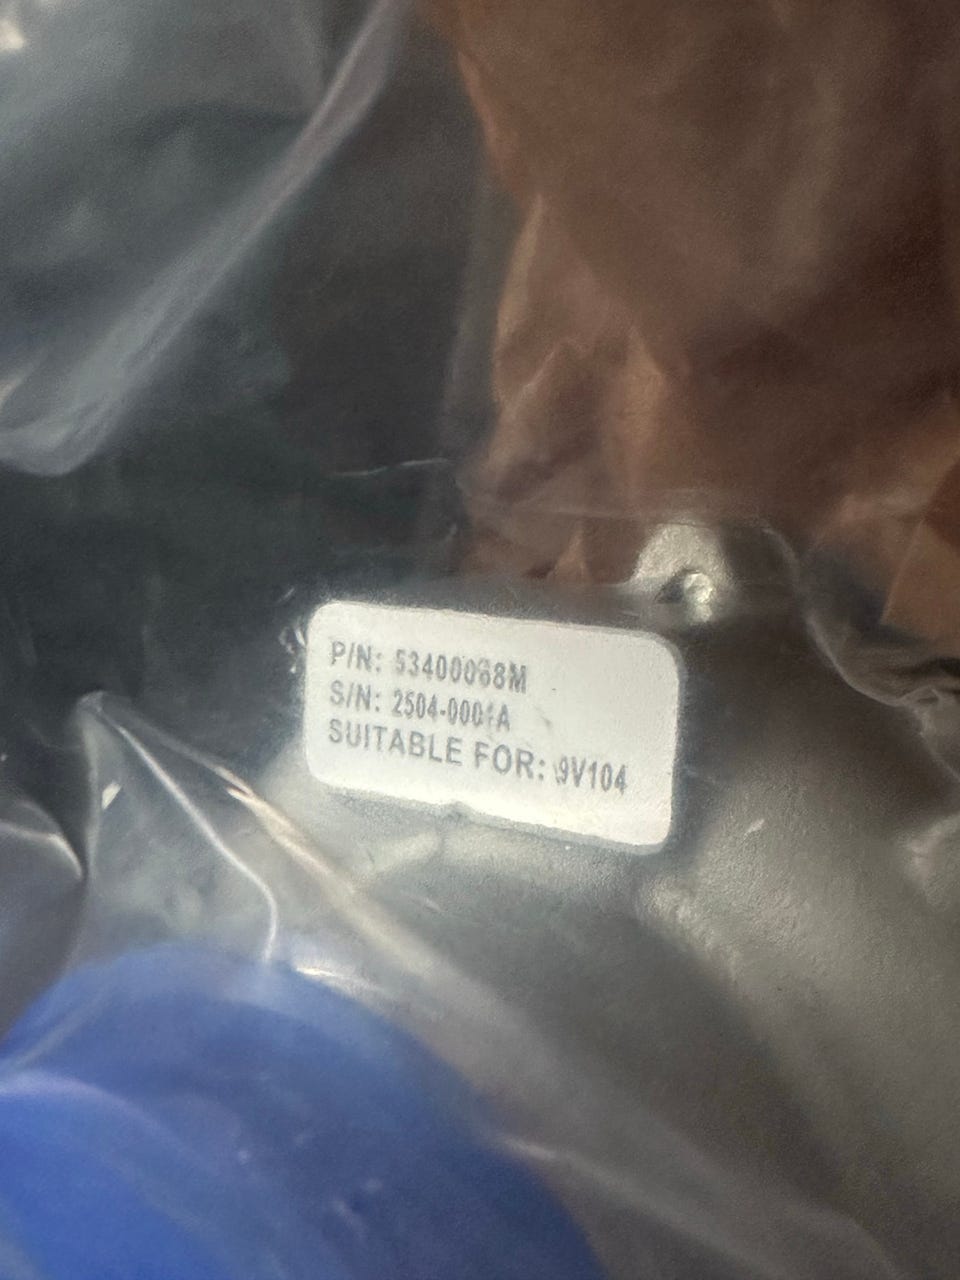 P/N: 53400068M
S/N: 2504-0001A
SUITABLE FOR: 9V104